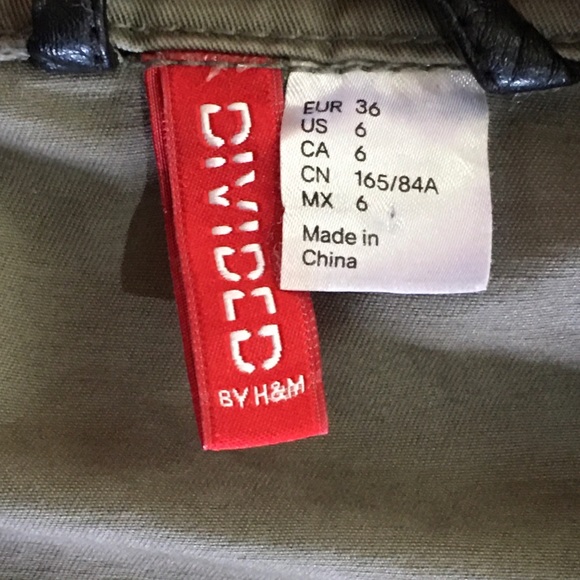 DIVIDED
BY H&M
EUR 36
US 6
CA 6
CN 165/84A
MX 6
Made in
China